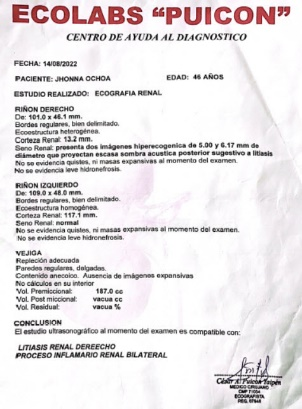 ECOLABS “PUICON”
CENTRO DE AYUDA AL DIAGNOSTICO
FECHA: 14/08/2022
PACIENTE: JHONNA OCHOA EDAD: 46 AÑOS
ESTUDIO REALIZADO: ECOGRAFIA RENAL
RIÑON DERECHO
De: 101.0 x 46.1 mm.
Bordes regulares, bien delimitado.
Ecoestructura heterogénea.
Corteza Renal: 13.2 mm.
Seno Renal: presenta dos imágenes hiperecogenica de 5.00 y 6.17 mm de
diámetro que proyectan escasa sombra acustica posterior sugestivo a litiasis
No se evidencia quistes, ni masas expansivas al momento del examen.
No se evidencia leve hidronefrosis.
RIÑON IZQUIERDO
De: 109.0 x 48.0 mm.
Bordes regulares, bien delimitado.
Ecoestructura homogénea.
Corteza Renal: 117.1 mm.
Seno Renal: normal
No se evidencia quistes, ni masas expansivas al momento del examen.
No se evidencia leve hidronefrosis.
VEJIGA
Repleción adecuada
Paredes regulares, delgados.
Contenido anecoico. Ausencia de imágenes expansivas
No cálculos en su interior
Vol. Premiccional: 187.0 cc
Vol. Post miccional: vacua cc
Vol. Residual: vacua %
CONCLUSION
El estudio ultrasonográfico al momento del examen es compatible con:
LITIASIS RENAL DEREECHO
PROCESO INFLAMARIO RENAL BILATERAL
César A. Puicon
MEDICO CIRUJANO
ECOGRAFISTA